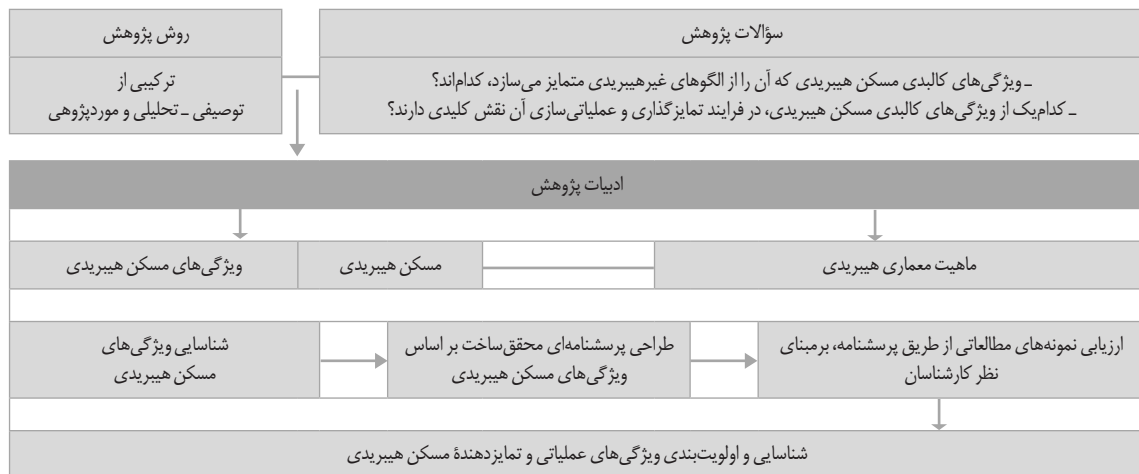 سؤالات پژوهش
ـ ویژگی‌های کالبدی مسکن هیبریدی که آن را از الگوهای غیرهیبریدی متمایز می‌سازد، کدام‌اند؟
ـ کدام‌یک از ویژگی‌های کالبدی مسکن هیبریدی، در فرایند تمایزگذاری و عملیاتی‌سازی آن نقش کلیدی دارند؟
روش پژوهش
ترکیبی از
توصیفی ـ تحلیلی و موردپژوهی
ادبیات پژوهش
ماهیت معماری هیبریدی
مسکن هیبریدی
ویژگی‌های مسکن هیبریدی
شناسایی ویژگی‌های
مسکن هیبریدی
طراحی پرسشنامه‌ای محقق‌ساخت بر اساس
ویژگی‌های مسکن هیبریدی
ارزیابی نمونه‌های مطالعاتی از طریق پرسشنامه، برمبنای
نظر کارشناسان
شناسایی و اولویت‌بندی ویژگی‌های عملیاتی و تمایزدهندهٔ مسکن هیبریدی